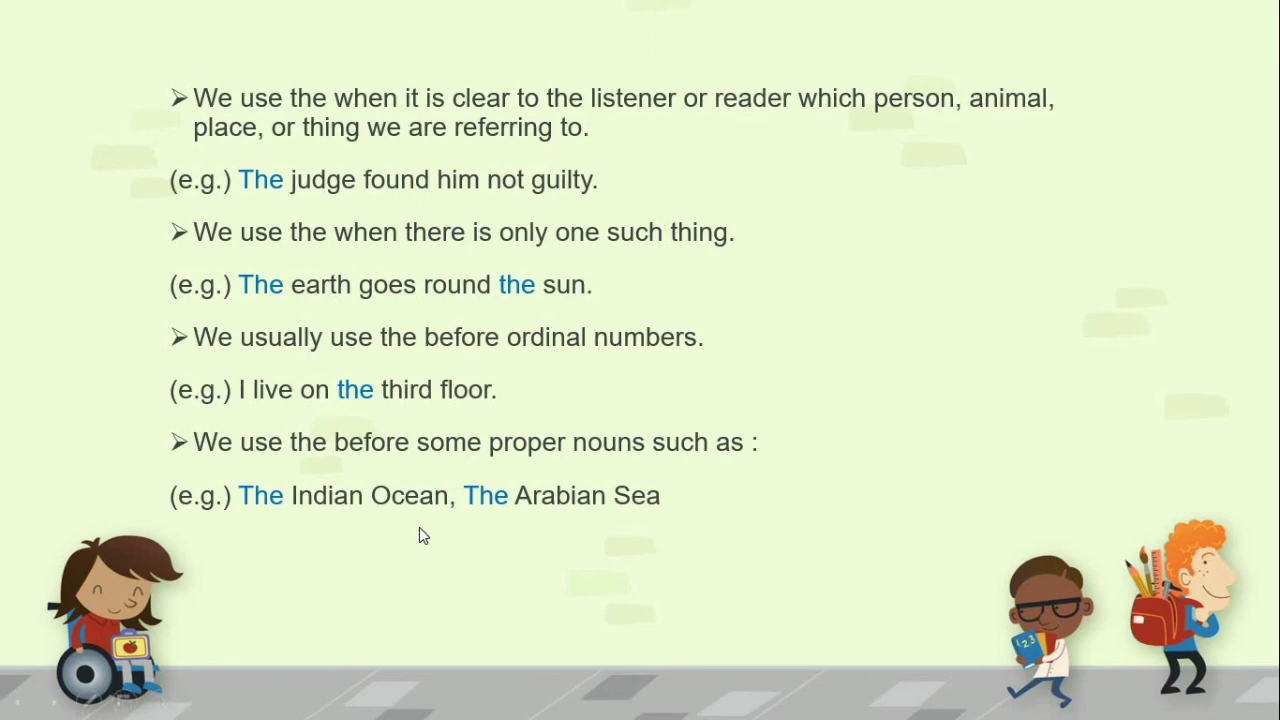 ➢ We use the when it is clear to the listener or reader which person, animal,
place, or thing we are referring to.
(e.g.) The judge found him not guilty.
➢ We use the when there is only one such thing.
(e.g.) The earth goes round the sun.
➢ We usually use the before ordinal numbers.
(e.g.) I live on the third floor.
➢ We use the before some proper nouns such as :
(e.g.) The Indian Ocean, The Arabian Sea
1 2 3